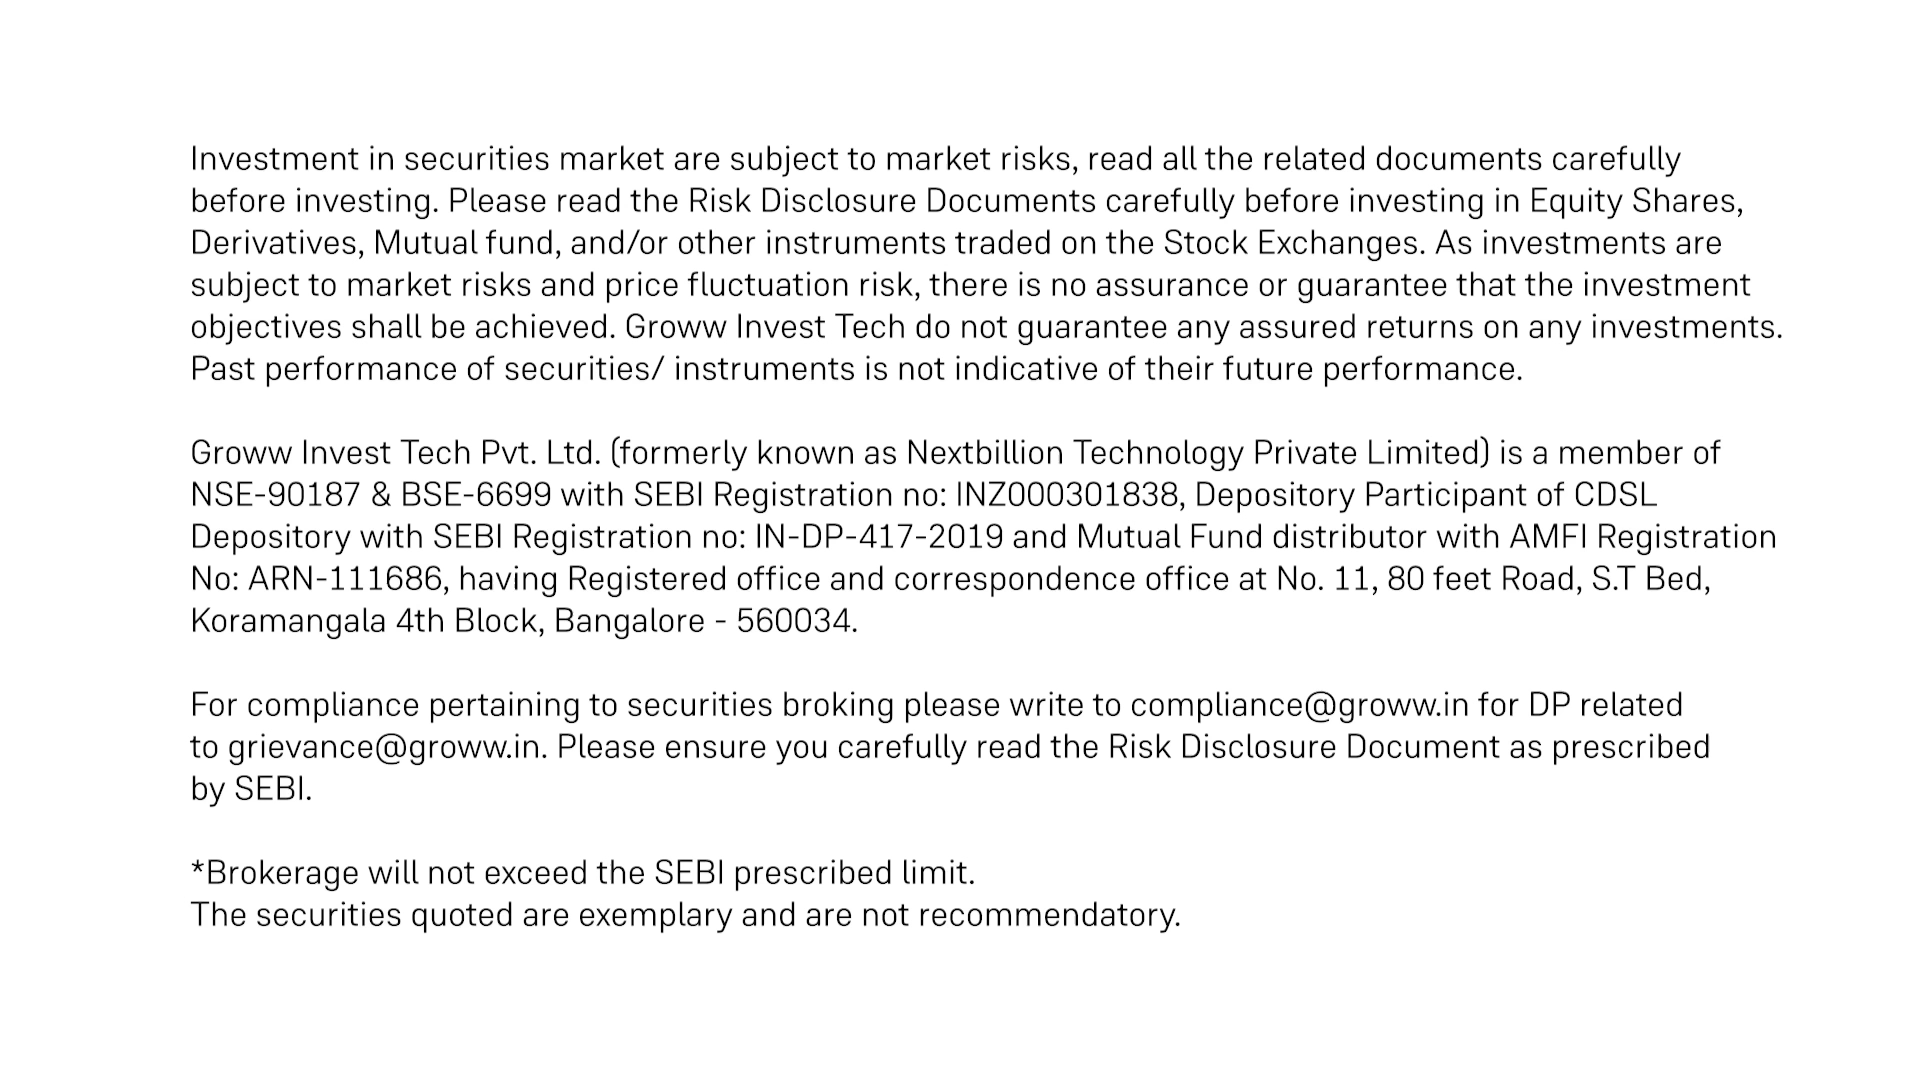 Investment in securities market are subject to market risks, read all the related documents carefully
before investing. Please read the Risk Disclosure Documents carefully before investing in Equity Shares,
Derivatives, Mutual fund, and/or other instruments traded on the Stock Exchanges. As investments are
subject to market risks and price fluctuation risk, there is no assurance or guarantee that the investment
objectives shall be achieved. Groww Invest Tech do not guarantee any assured returns on any investments.
Past performance of securities/ instruments is not indicative of their future performance.
Groww Invest Tech Pvt. Ltd. (formerly known as Nextbillion Technology Private Limited) is a member of
NSE-90187 & BSE-6699 with SEBI Registration no: INZ000301838, Depository Participant of CDSL
Depository with SEBI Registration no: IN-DP-417-2019 and Mutual Fund distributor with AMFI Registration
No: ARN-111686, having Registered office and correspondence office at No. 11, 80 feet Road, S.T Bed,
Koramangala 4th Block, Bangalore - 560034.
For compliance pertaining to securities broking please write to compliance@groww.in for DP related
to grievance@groww.in. Please ensure you carefully read the Risk Disclosure Document as prescribed
by SEBI.
*Brokerage will not exceed the SEBI prescribed limit.
The securities quoted are exemplary and are not recommendatory.